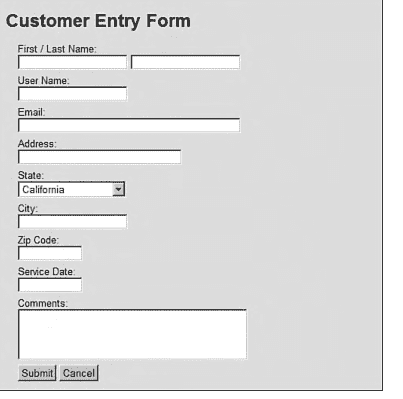 Customer Entry Form
First / Last Name:
User Name:
Email:
Address:
State:
California
City:
Zip Code:
Service Date:
Comments:
Submit Cancel